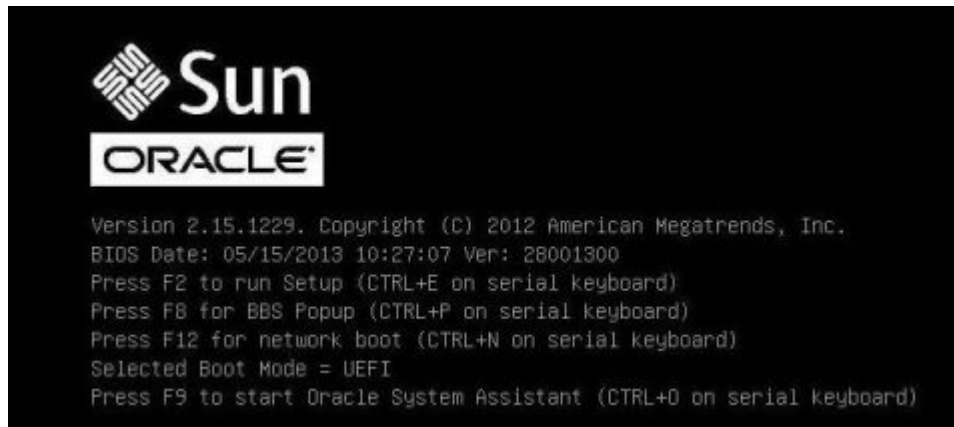 Sun
ORACLE
Version 2.15.1229. Copyright (C) 2012 American Megatrends, Inc.
BIOS Date: 05/15/2013 10:27:07 Ver: 28001300
Press F2 to run Setup (CTRL+E on serial keyboard)
Press F8 for BBS Popup (CTRL+P on serial keyboard)
Press F12 for network boot (CTRL+N on serial keyboard)
Selected Boot Mode = UEFI
Press F9 to start Oracle System Assistant (CTRL+O on serial keyboard)